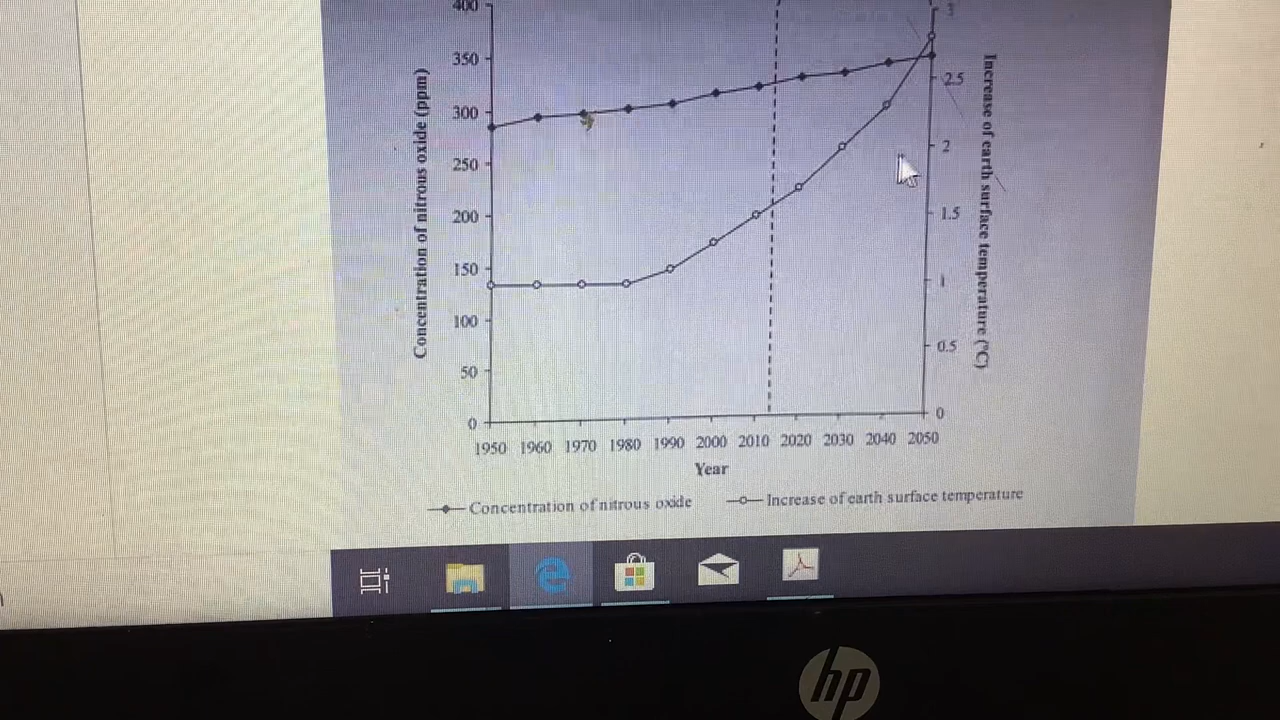 400
350
300
250
200
150
100
50
0
Concentration of nitrous oxide (ppm)
3
2.5
2
1.5
1
0.5
0
Increase of earth surface temperature (°C)
1950 1960 1970 1980 1990 2000 2010 2020 2030 2040 2050
Year
Concentration of nitrous oxide Increase of earth surface temperature
hp